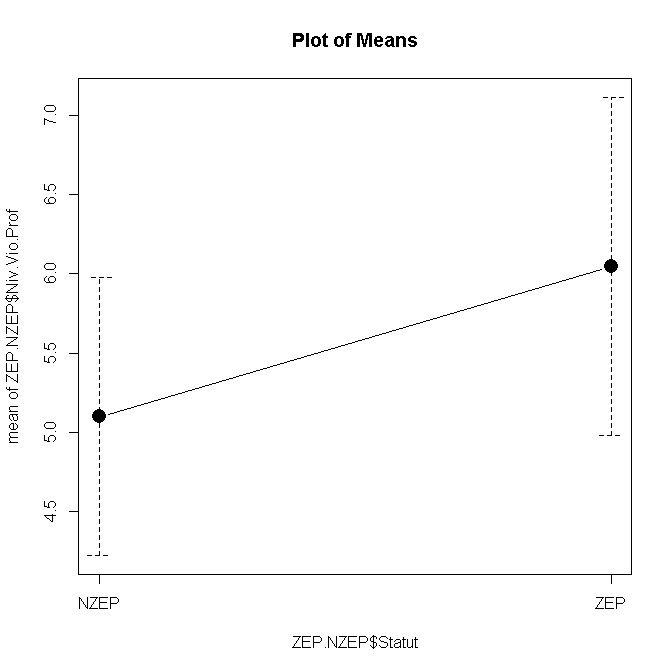 Plot of Means
mean of ZEP.NZEP$Niv.Vio.Prof
7.0
6.5
6.0
5.5
5.0
4.5
NZEP
ZEP
ZEP.NZEP$Statut